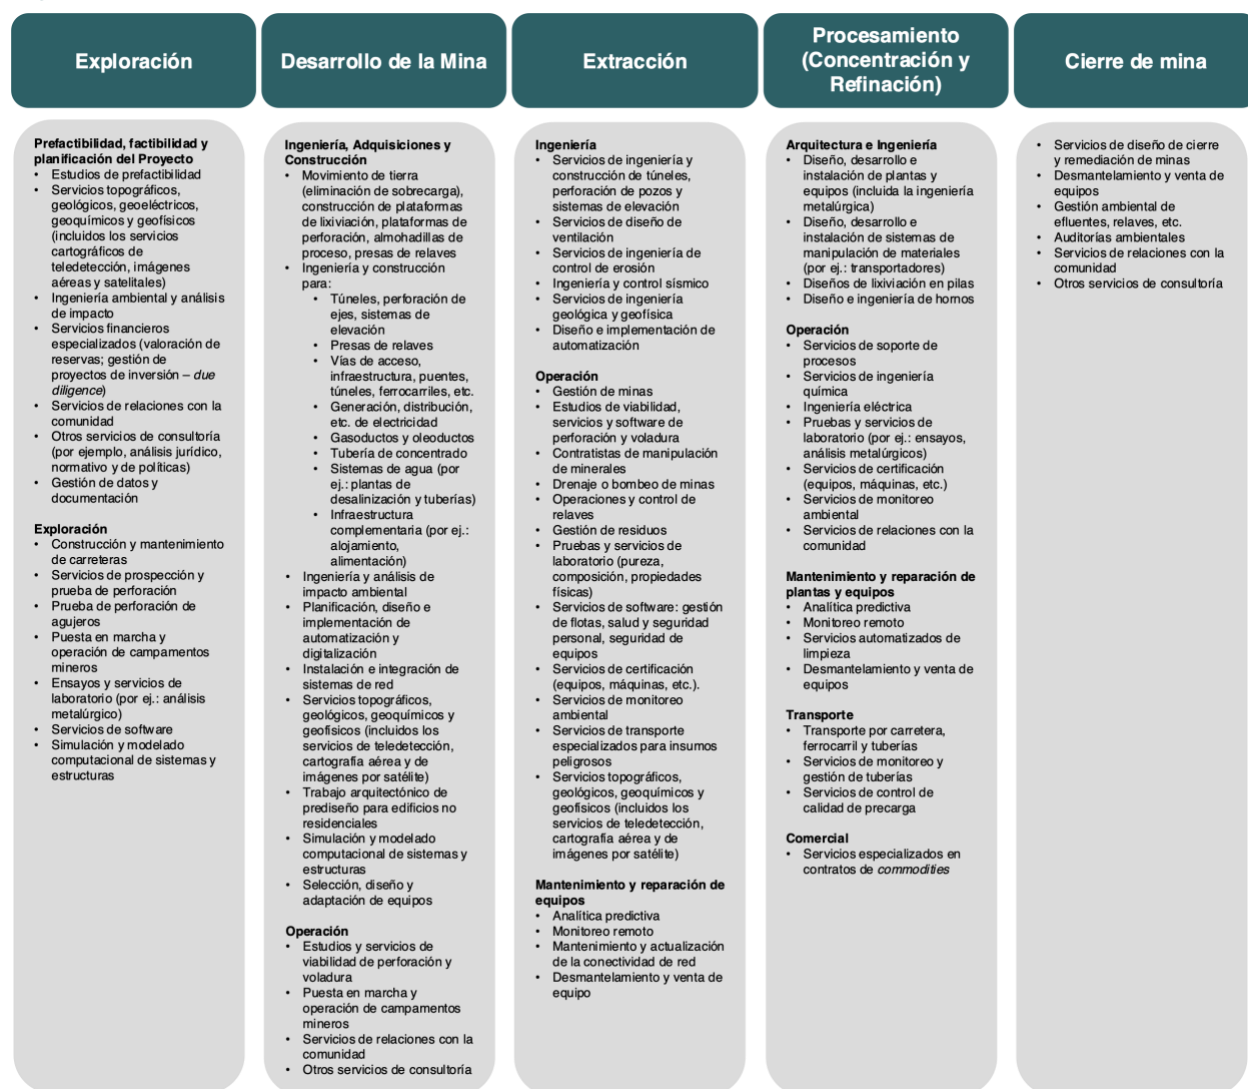 Exploración
Desarrollo de la Mina
Extracción
Procesamiento
(Concentración y
Refinación)
Cierre de mina
Prefactibilidad, factibilidad y
planificación del Proyecto
• Estudios de prefactibilidad
• Servicios topográficos,
geológicos, geoeléctricos,
geoquímicos y geofísicos
(incluidos los servicios
cartográficos de
teledetección, imágenes
aéreas y satelitales)
• Ingeniería ambiental y análisis
de impacto
• Servicios financieros
especializados (valoración de
reservas; gestión de
proyectos de inversión – due
diligence)
• Servicios de relaciones con la
comunidad
• Otros servicios de consultoría
(por ejemplo, análisis jurídico,
normativo y de políticas)
• Gestión de datos y
documentación
Exploración
• Construcción y mantenimiento
de carreteras
• Servicios de prospección y
prueba de perforación
• Prueba de perforación de
agujeros
• Puesta en marcha y
operación de campamentos
mineros
• Ensayos y servicios de
laboratorio (por ej.: análisis
metalúrgico)
• Servicios de software
• Simulación y modelado
computacional de sistemas y
estructuras
Ingeniería, Adquisiciones y
Construcción
• Movimiento de tierra
(eliminación de sobrecarga),
construcción de plataformas
de lixiviación, plataformas de
perforación, almohadillas de
proceso, presas de relaves
• Ingeniería y construcción
para:
• Túneles, perforación de
ejes, sistemas de
elevación
• Presas de relaves
• Vías de acceso,
infraestructura, puentes,
túneles, ferrocarriles, etc.
• Generación, distribución,
etc. de electricidad
• Gasoductos y oleoductos
• Tubería de concentrado
• Sistemas de agua (por
ej.: plantas de
desalinización y tuberías)
• Infraestructura
complementaria (por ej.:
alojamiento,
alimentación)
• Ingeniería y análisis de
impacto ambiental
• Planificación, diseño e
implementación de
automatización y
digitalización
• Instalación e integración de
sistemas de red
• Servicios topográficos,
geológicos, geoquímicos y
geofísicos (incluidos los
servicios de teledetección,
cartografía aérea y de
imágenes por satélite)
• Trabajo arquitectónico de
prediseño para edificios no
residenciales
• Simulación y modelado
computacional de sistemas y
estructuras
• Selección, diseño y
adaptación de equipos
Operación
• Estudios y servicios de
viabilidad de perforación y
voladura
• Puesta en marcha y
operación de campamentos
mineros
• Servicios de relaciones con la
comunidad
• Otros servicios de consultoría
Ingeniería
• Servicios de ingeniería y
construcción de túneles,
perforación de pozos y
sistemas de elevación
• Servicios de diseño de
ventilación
• Servicios de ingeniería de
control de erosión
• Ingeniería y control sísmico
• Servicios de ingeniería
geológica y geofísica
• Diseño e implementación de
automatización
Operación
• Gestión de minas
• Estudios de viabilidad,
servicios y software de
perforación y voladura
• Contratistas de manipulación
de minerales
• Drenaje o bombeo de minas
• Operaciones y control de
relaves
• Gestión de residuos
• Pruebas y servicios de
laboratorio (pureza,
composición, propiedades
físicas)
• Servicios de software: gestión
de flotas, salud y seguridad
personal, seguridad de
equipos
• Servicios de certificación
(equipos, máquinas, etc.).
• Servicios de monitoreo
ambiental
• Servicios de transporte
especializados para insumos
peligrosos
• Servicios topográficos,
geológicos, geoquímicos y
geofísicos (incluidos los
servicios de teledetección,
cartografía aérea y de
imágenes por satélite)
Mantenimiento y reparación de
equipos
• Analítica predictiva
• Monitoreo remoto
• Mantenimiento y actualización
de la conectividad de red
• Desmantelamiento y venta de
equipo
Arquitectura e Ingeniería
• Diseño, desarrollo e
instalación de plantas y
equipos (incluida la ingeniería
metalúrgica)
• Diseño, desarrollo e
instalación de sistemas de
manipulación de materiales
(por ej.: transportadores)
• Diseños de lixiviación en pilas
• Diseño e ingeniería de hornos
Operación
• Servicios de soporte de
procesos
• Servicios de ingeniería
química
• Ingeniería eléctrica
• Pruebas y servicios de
laboratorio (por ej.: ensayos,
análisis metalúrgicos)
• Servicios de certificación
(equipos, máquinas, etc.)
• Servicios de monitoreo
ambiental
• Servicios de relaciones con la
comunidad
Mantenimiento y reparación de
plantas y equipos
• Analítica predictiva
• Monitoreo remoto
• Servicios automatizados de
limpieza
• Desmantelamiento y venta de
equipos
Transporte
• Transporte por carretera,
ferrocarril y tuberías
• Servicios de monitoreo y
gestión de tuberías
• Servicios de control de
calidad de precarga
Comercial
• Servicios especializados en
contratos de commodities
• Servicios de diseño de cierre
y remediación de minas
• Desmantelamiento y venta de
equipos
• Gestión ambiental de
efluentes, relaves, etc.
• Auditorías ambientales
• Servicios de relaciones con la
comunidad
• Otros servicios de consultoría